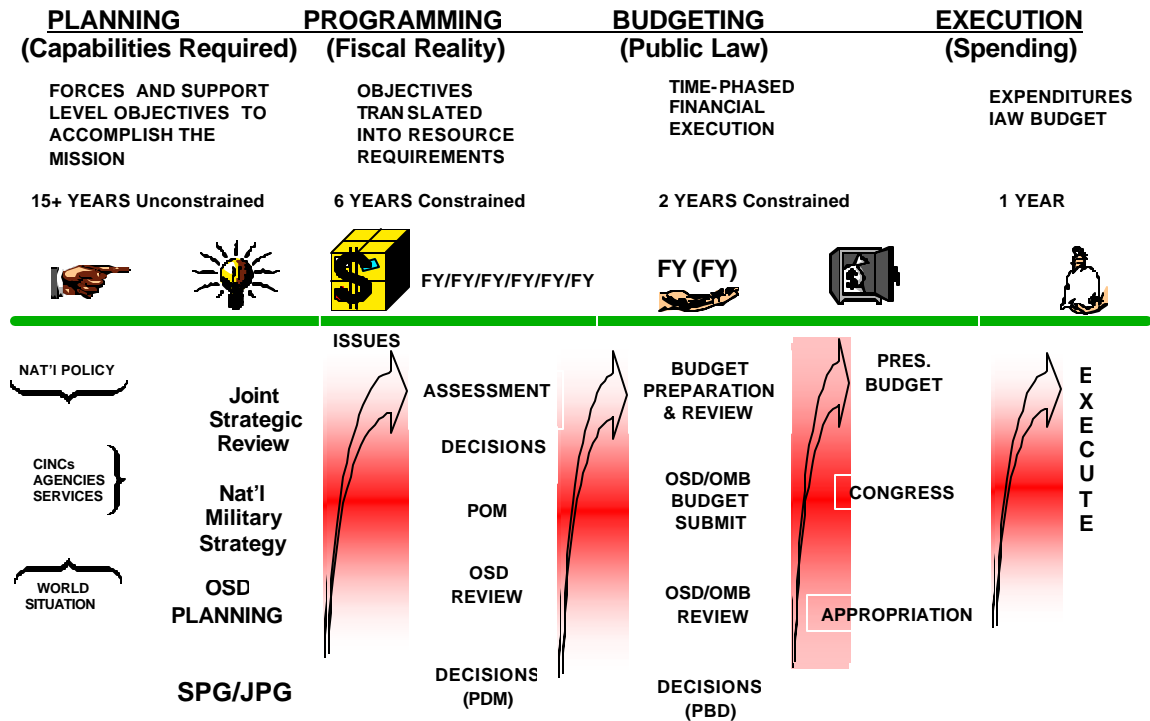 PLANNING
(Capabilities Required)
PROGRAMMING
(Fiscal Reality)
BUDGETING
(Public Law)
EXECUTION
(Spending)
FORCES AND SUPPORT
LEVEL OBJECTIVES TO
ACCOMPLISH THE
MISSION
OBJECTIVES
TRANSLATED
INTO RESOURCE
REQUIREMENTS
TIME-PHASED
FINANCIAL
EXECUTION
EXPENDITURES
IAW BUDGET
15+ YEARS Unconstrained
6 YEARS Constrained
2 YEARS Constrained
1 YEAR
$
FY/FY/FY/FY/FY/FY
FY (FY)
$
NAT'l POLICY
CINCs
AGENCIES
SERVICES
WORLD
SITUATION
Joint
Strategic
Review
Nat'l
Military
Strategy
OSD
PLANNING
SPG/JPG
ISSUES
ASSESSMENT
DECISIONS
POM
OSD
REVIEW
DECISIONS
(PDM)
BUDGET
PREPARATION
& REVIEW
OSD/OMB
BUDGET
SUBMIT
OSD/OMB
REVIEW
DECISIONS
(PBD)
PRES.
BUDGET
CONGRESS
APPROPRIATION
EXECUTE